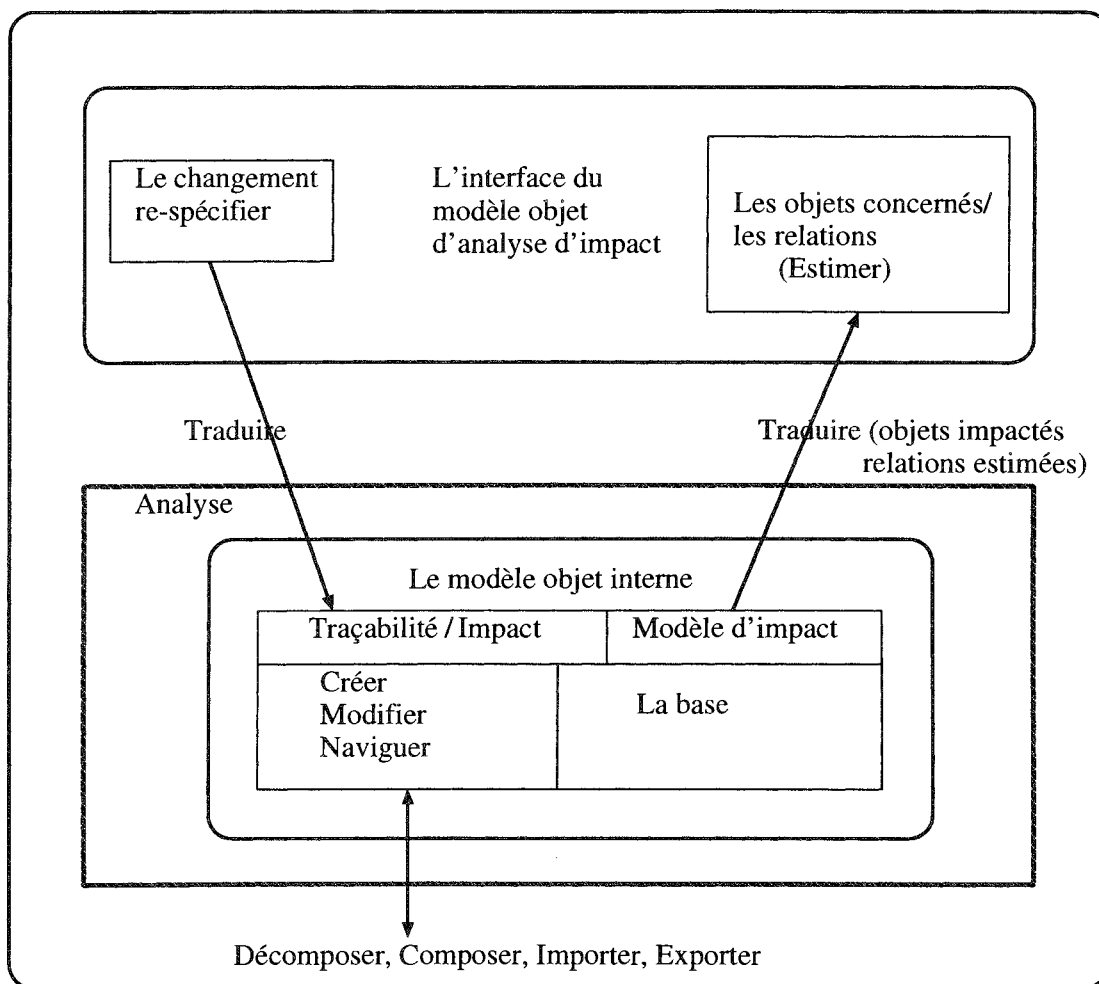 Le changement
re-spécifier
L'interface du
modèle objet
d'analyse d'impact
Les objets concernés/
les relations
(Estimer)
Traduire
Traduire (objets impactés
relations estimées)
Analyse
Le modèle objet interne
Traçabilité / Impact
Modèle d'impact
Créer
Modifier
Naviguer
La base
Décomposer, Composer, Importer, Exporter